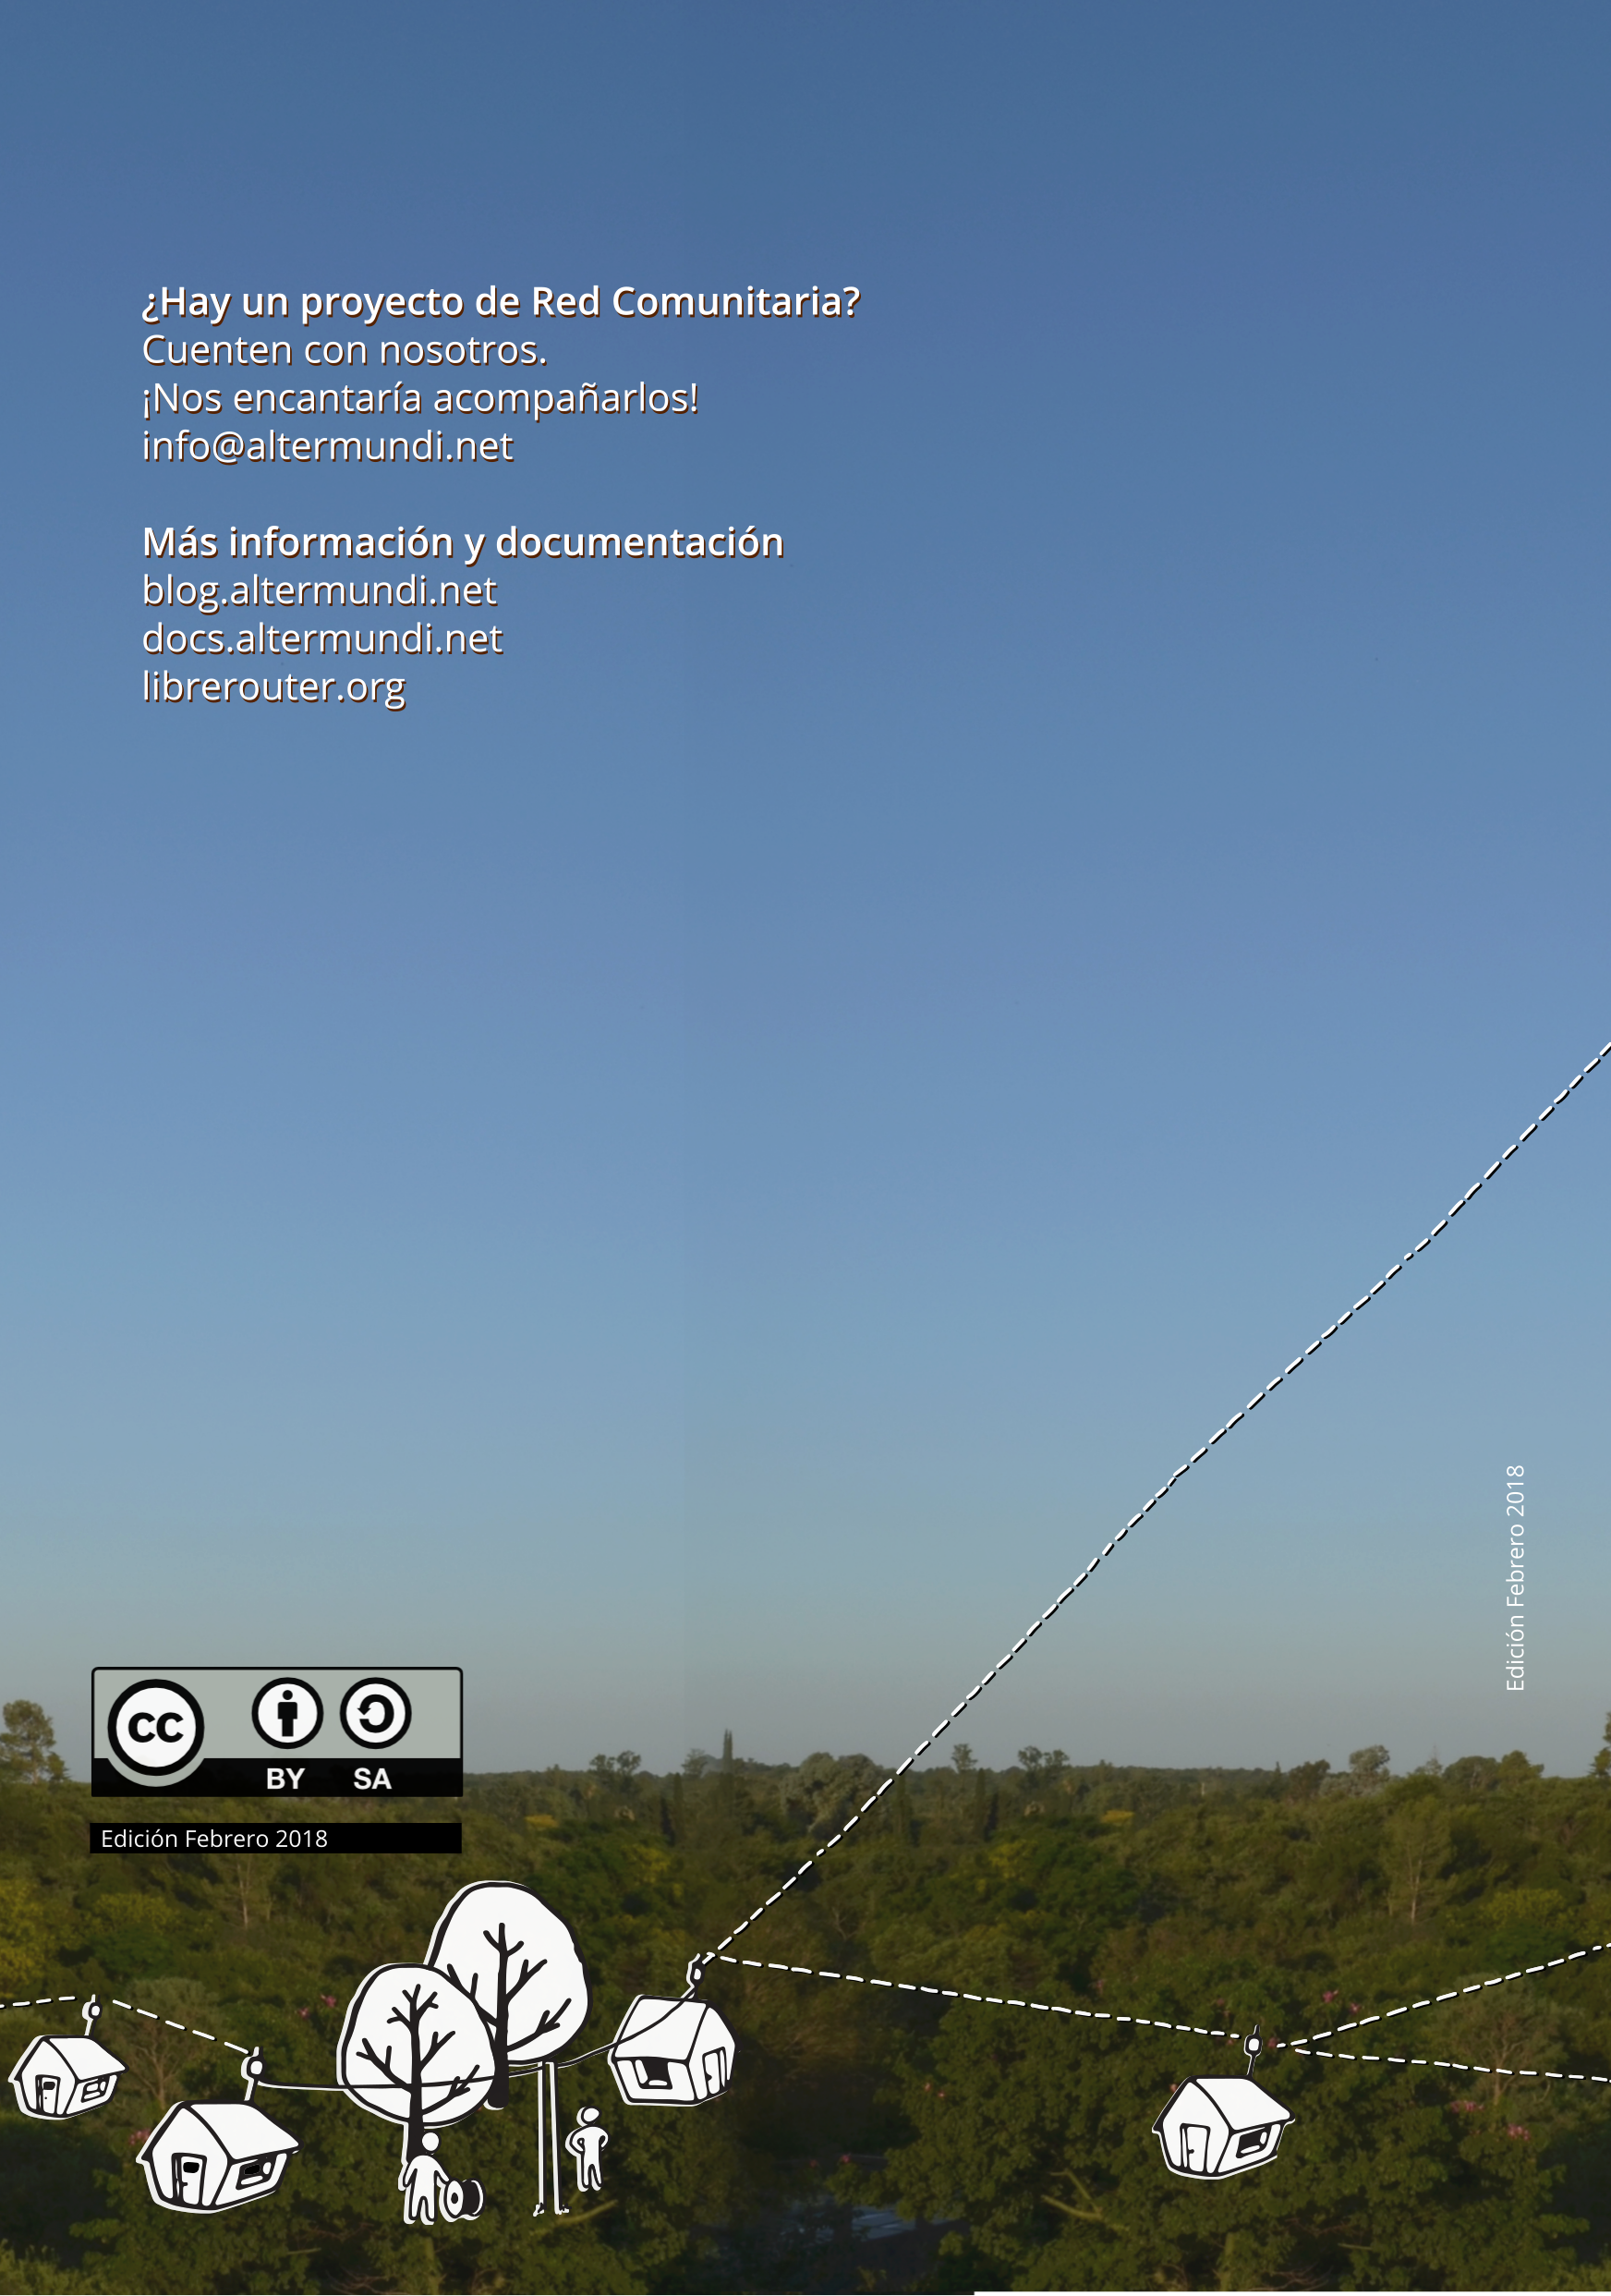 ¿Hay un proyecto de Red Comunitaria?
Cuenten con nosotros.
¡Nos encantaría acompañarlos!
info@altermundi.net
Más información y documentación
blog.altermundi.net
docs.altermundi.net
librerouter.org
Edición Febrero 2018
cc
BY SA
Edición Febrero 2018